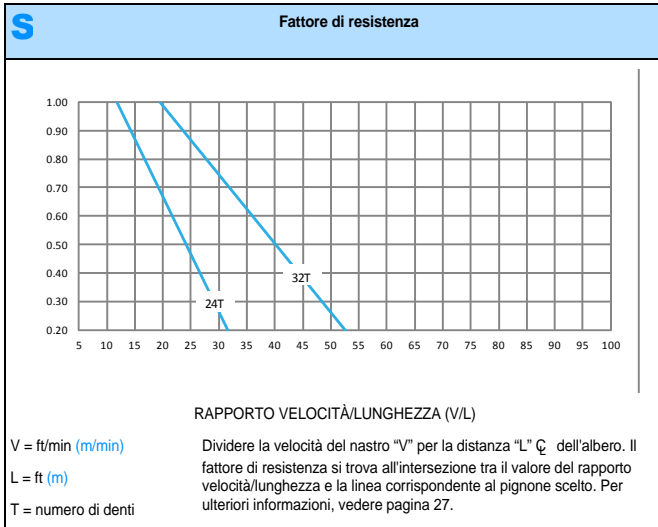 S Fattore di resistenza
1.00
0.90
0.80
0.70
0.60
0.50
0.40
0.30
0.20
32T
24T
5 10 15 20 25 30 35 40 45 50 55 60 65 70 75 80 85 90 95 100
RAPPORTO VELOCITÀ/LUNGHEZZA (V/L)
V = ft/min (m/min)
L = ft (m)
T = numero di denti
Dividere la velocità del nastro “V” per la distanza “L” ℄ dell'albero. Il
fattore di resistenza si trova all'intersezione tra il valore del rapporto
velocità/lunghezza e la linea corrispondente al pignone scelto. Per
ulteriori informazioni, vedere pagina 27.